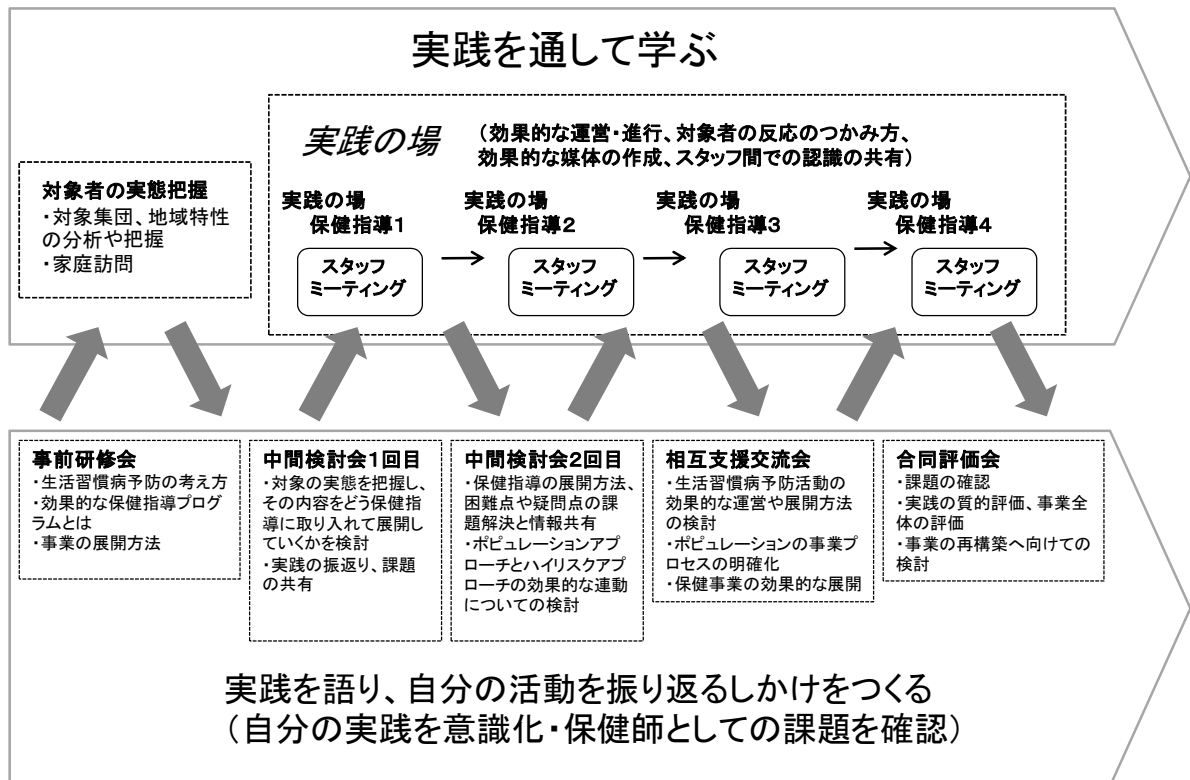 実践を通して学ぶ
実践の場
（効果的な運営・進行、対象者の反応のつかみ方、
効果的な媒体の作成、スタッフ間での認識の共有）
対象者の実態把握
・対象集団、地域特性
の分析や把握
・家庭訪問
実践の場
保健指導１
スタッフ
ミーティング
実践の場
保健指導２
スタッフ
ミーティング
実践の場
保健指導３
スタッフ
ミーティング
実践の場
保健指導４
スタッフ
ミーティング
事前研修会
・生活習慣病予防の考え方
・効果的な保健指導プログ
ラムとは
・事業の展開方法
中間検討会１回目
・対象の実態を把握し、
その内容をどう保健指
導に取り入れて展開し
ていくかを検討
・実践の振返り、課題
の共有
中間検討会２回目
・保健指導の展開方法、
困難点や疑問点の課
題解決と情報共有
・ポピュレーションアプ
ローチとハイリスクアプ
ローチの効果的な連動
についての検討
相互支援交流会
・生活習慣病予防活動の
効果的な運営や展開方法
の検討
・ポピュレーションの事業プ
ロセスの明確化
・保健事業の効果的な展開
合同評価会
・課題の確認
・実践の質的評価、事業全
体の評価
・事業の再構築へ向けての
検討
実践を語り、自分の活動を振り返るしかけをつくる
（自分の実践を意識化・保健師としての課題を確認）